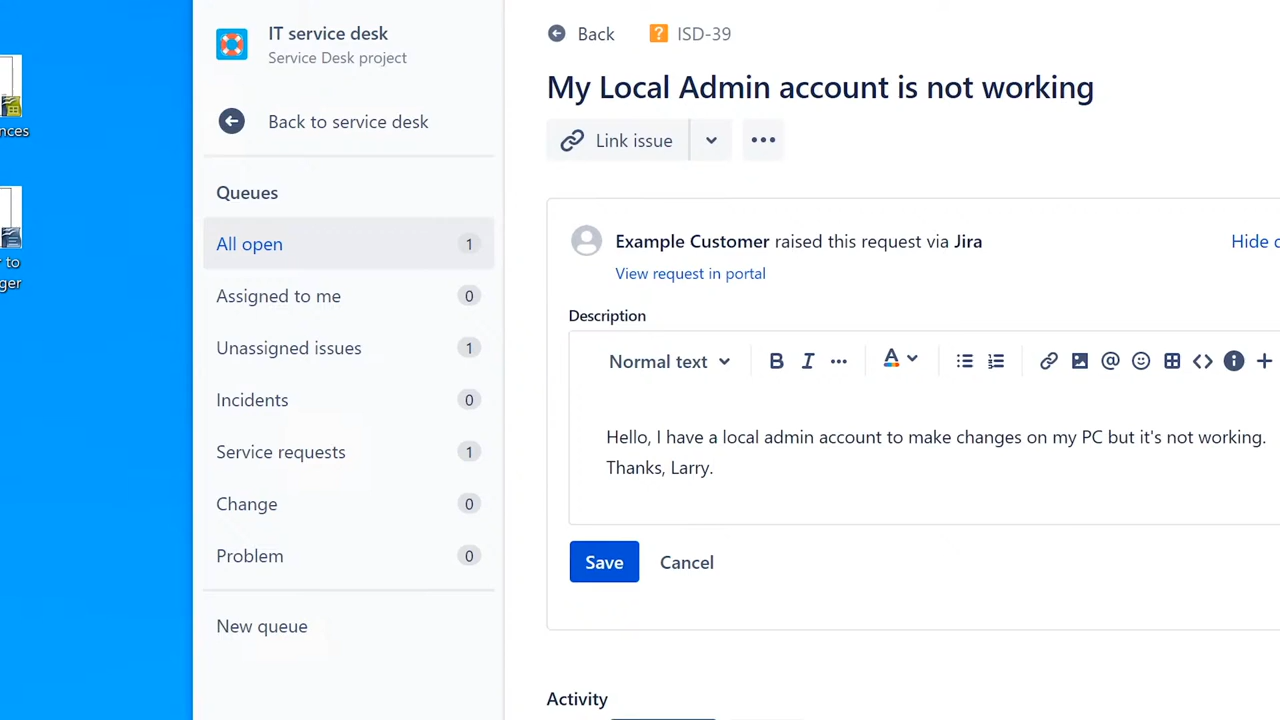 nces
r to
ger
IT service desk
Service Desk project
Back to service desk
Queues
All open 1
Assigned to me 0
Unassigned issues 1
Incidents 0
Service requests 1
Change 0
Problem 0
New queue
Back ISD-39
My Local Admin account is not working
Link issue
Example Customer raised this request via Jira
Hide
View request in portal
Description
Normal text B I A
Hello, I have a local admin account to make changes on my PC but it's not working.
Thanks, Larry.
Save Cancel
Activity